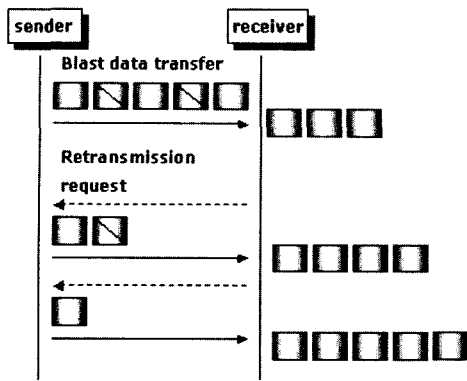 sender
receiver
Blast data transfer
Retransmission
request